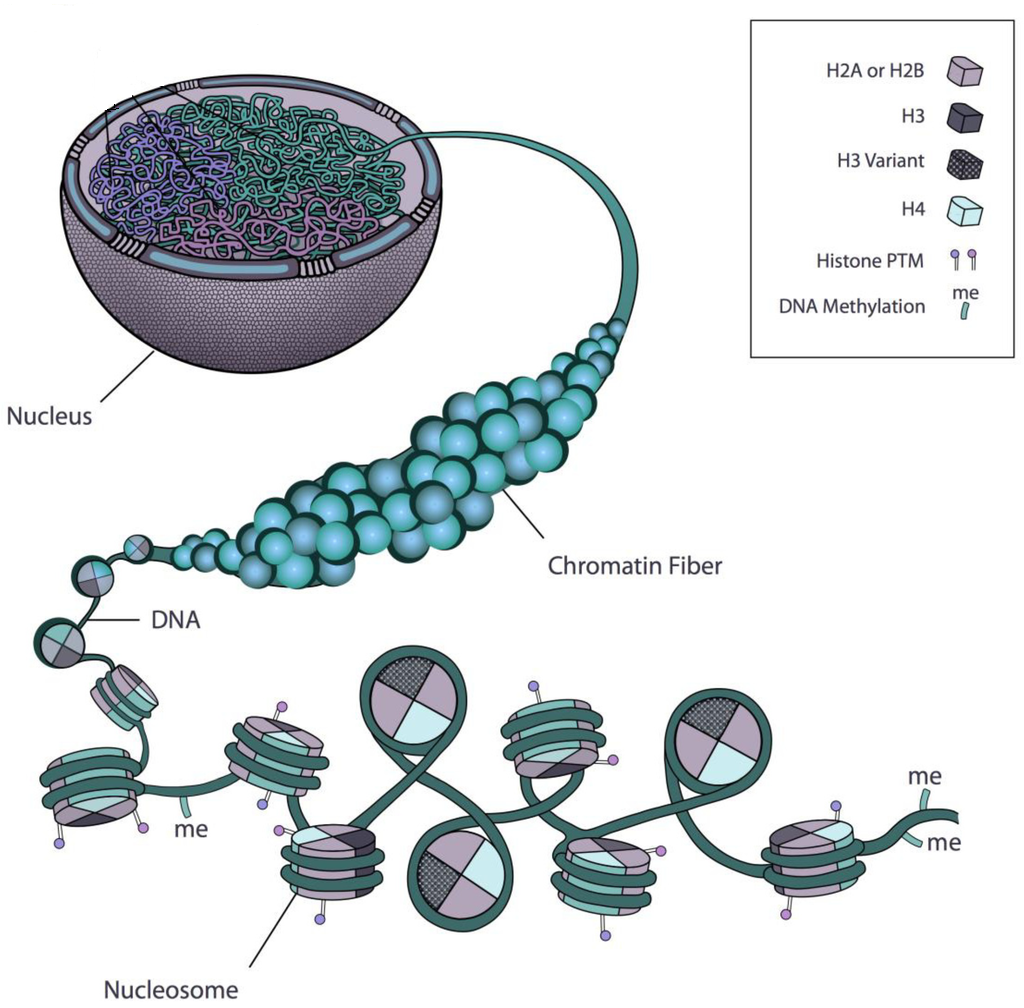 H2A or H2B
H3
H3 Variant
H4
Histone PTM
me
DNA Methylation
Nucleus
Chromatin Fiber
DNA
me
me
me
Nucleosome